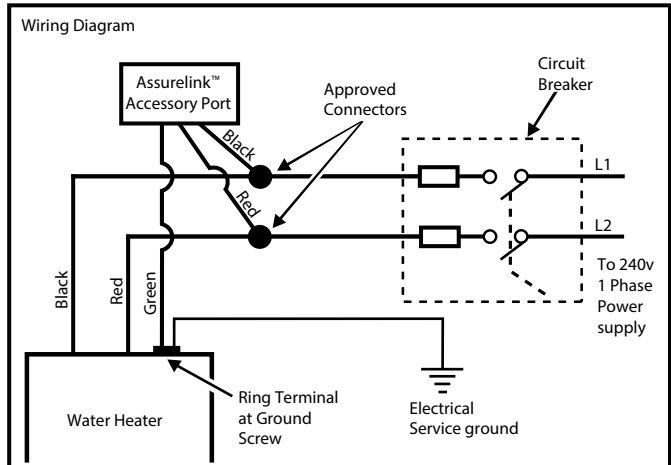 Wiring Diagram
Assurelink™
Accessory Port
Approved
Connectors
Circuit
Breaker
Black
Red
L1
L2
To 240v
1 Phase
Power
supply
Black
Red
Green
Water Heater
Ring Terminal
at Ground
Screw
Electrical
Service ground